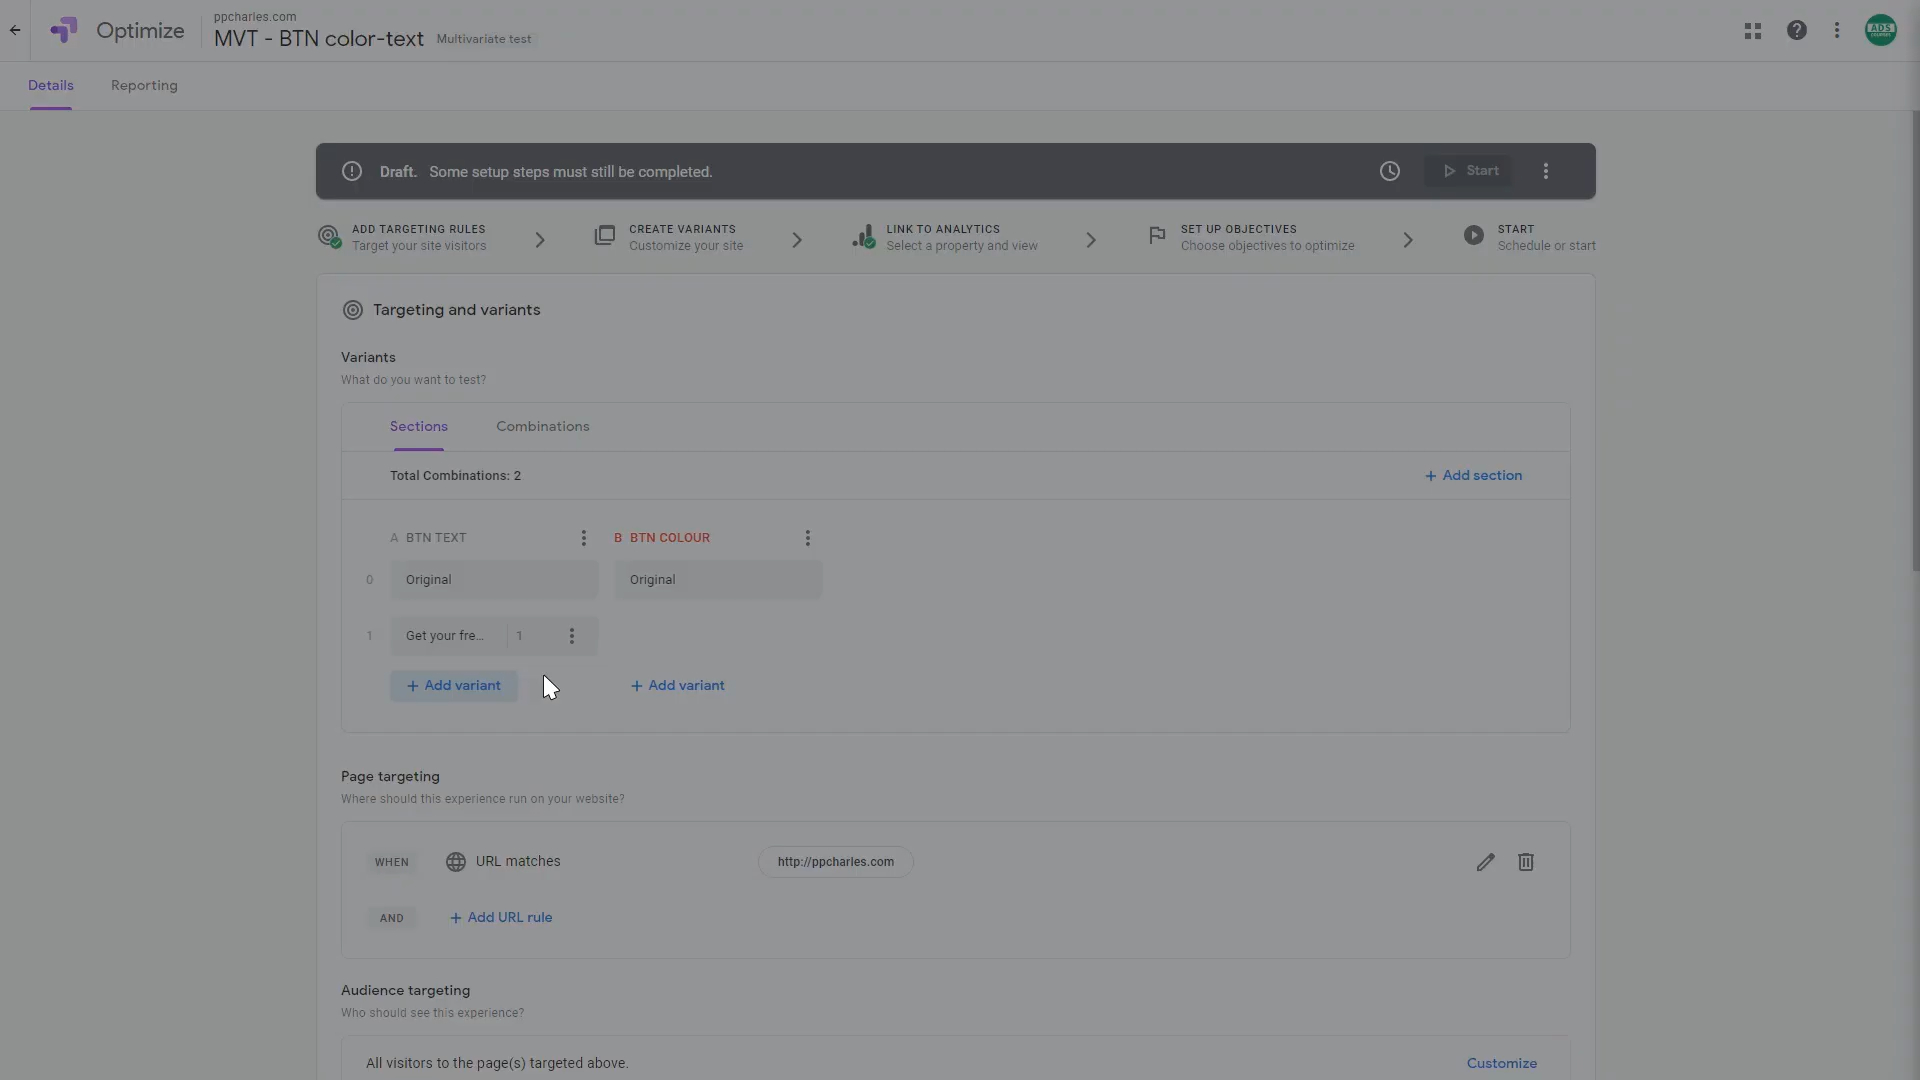 ppcharies.com
Optimize
MVT - BTN color-text Multivariate test
ADS
Details Reporting
Draft. Some setup steps must still be completed.
Start
ADD TARGETING RULES
Target your site visitors
CREATE VARIANTS
Customize your site
LINK TO ANALYTICS
Select a property and view
SET UP OBJECTIVES
Choose objectives to optimize
START
Schedule or start
Targeting and variants
Variants
What do you want to test?
Sections Combinations
Total Combinations: 2
+ Add section
A BTN TEXT
B BTN COLOUR
0 Original Original
1 Get your fre... 1
+ Add variant + Add variant
Page targeting
Where should this experience run on your website?
WHEN URL matches http://ppcharies.com
AND + Add URL rule
Audience targeting
Who should see this experience?
All visitors to the page(s) targeted above.
Customize